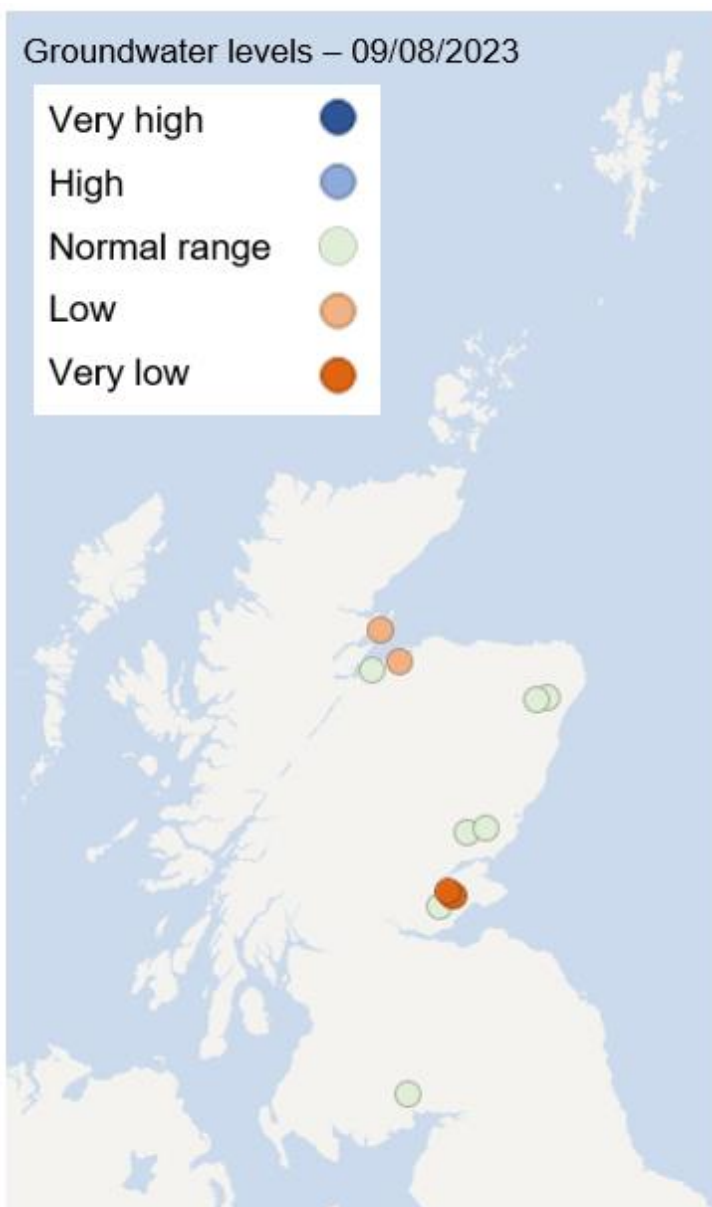 Groundwater levels – 09/08/2023
Very high
High
Normal range
Low
Very low